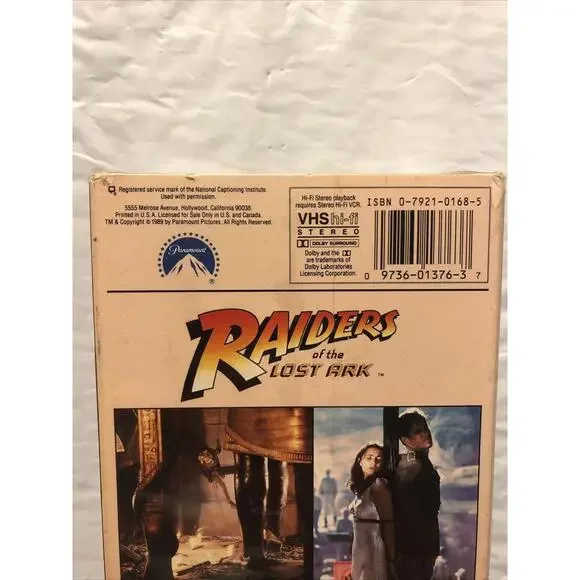 Registered service mark of the National Captioning Institute.
Used with permission.
5555 Melrose Avenue, Hollywood, California 90038.
Printed in U.S.A. Licensed for Sale Only in U.S. and Canada.
TM & Copyright © 1989 by Paramount Pictures. All Rights Reserved.
Paramount
Hi-Fi Stereo playback
requires Stereo Hi-Fi VCR.
VHS hi-fi
STEREO
DOLBY SURROUND
Dolby and the
are trademarks of
Dolby Laboratories
Licensing Corporation.
ISBN 0-7921-0168-5
0 9736-01376-3 7
RAIDERS
of the
LOST ARK ™